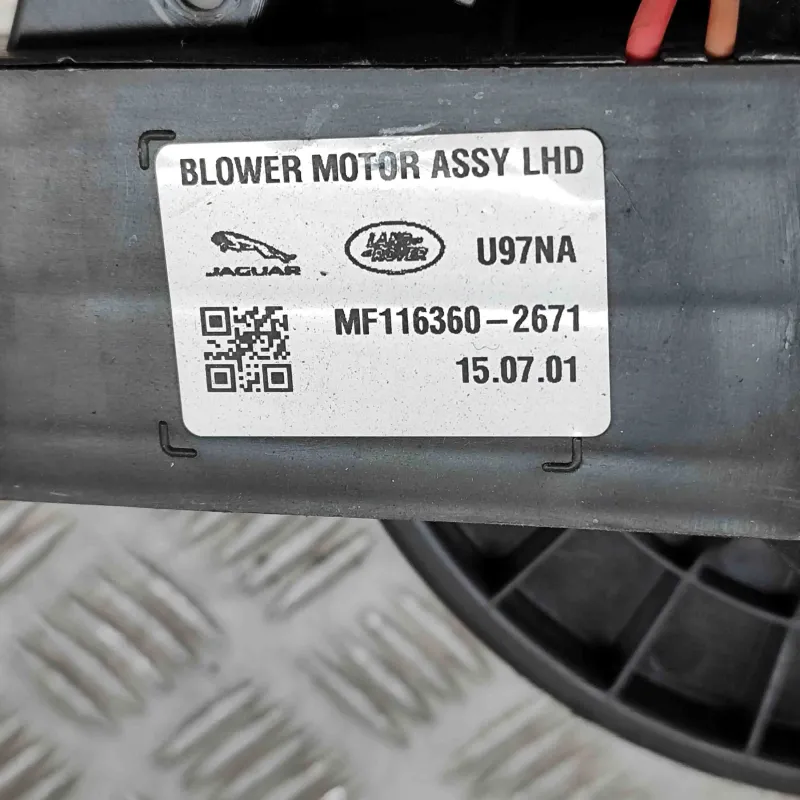 BLOWER MOTOR ASSY LHD
JAGUAR
LAND ROVER
U97NA
MF116360-2671
15.07.01